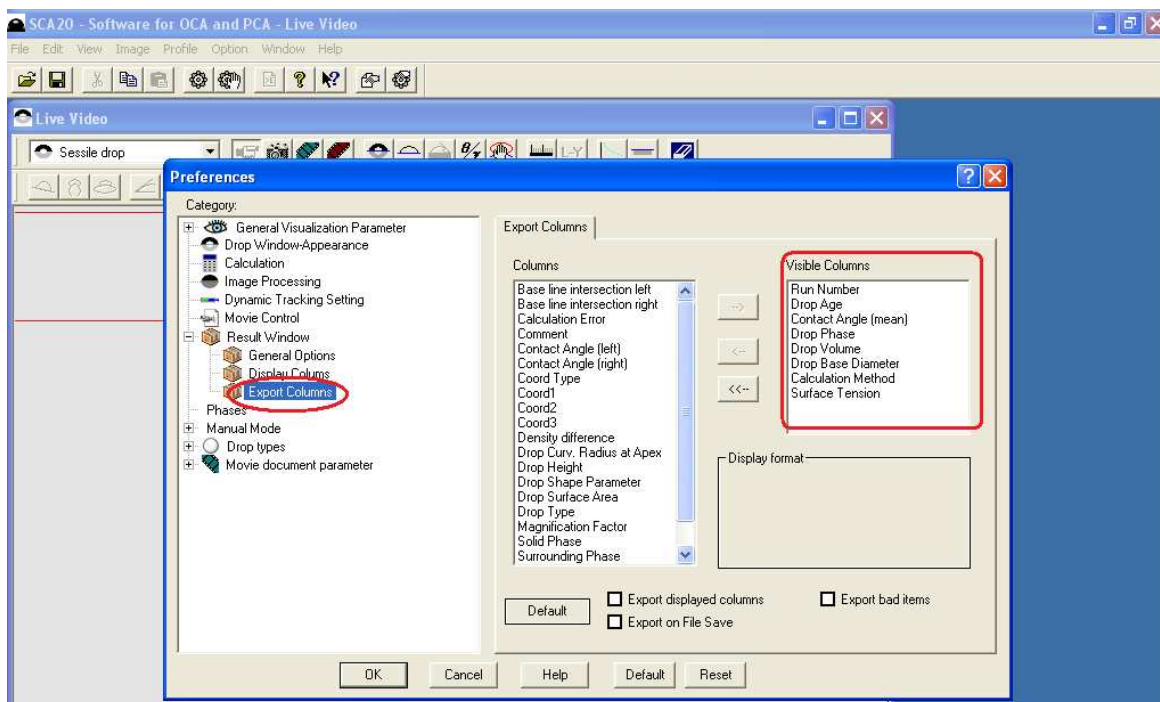 SCA20 - Software for OCA and PCA - Live Video
File Edit View Image Profile Option Window Help
Live Video
Sessile drop
θ/γ
L-Y
Preferences
Category:
General Visualization Parameter
Drop Window-Appearance
Calculation
Image Processing
Dynamic Tracking Setting
Movie Control
Result Window
General Options
Display Colums
Export Columns
Phases
Manual Mode
Drop types
Movie document parameter
Export Columns
Columns
Base line intersection left
Base line intersection right
Calculation Error
Comment
Contact Angle (left)
Contact Angle (right)
Coord Type
Coord1
Coord2
Coord3
Density difference
Drop Curv. Radius at Apex
Drop Height
Drop Shape Parameter
Drop Surface Area
Drop Type
Magnification Factor
Solid Phase
Surrounding Phase
-->
<--
<<--
Visible Columns
Run Number
Drop Age
Contact Angle (mean)
Drop Phase
Drop Volume
Drop Base Diameter
Calculation Method
Surface Tension
Display format
Default
Export displayed columns
Export bad items
Export on File Save
OK Cancel Help Default Reset